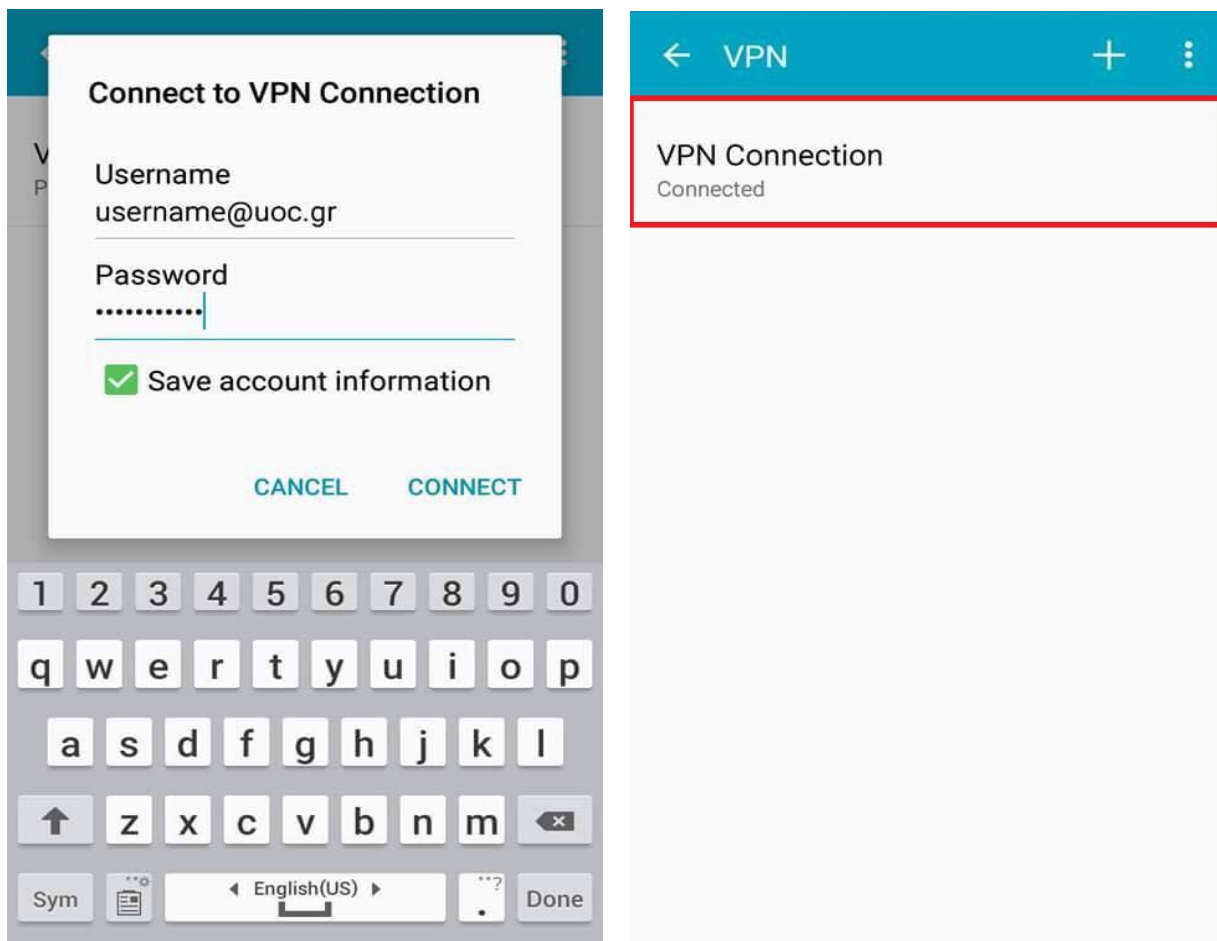 Connect to VPN Connection
V
P
Username
username@uoc.gr
Password
•••••••••••
Save account information
CANCEL CONNECT
1 2 3 4 5 6 7 8 9 0
q w e r t y u i o p
a s d f g h j k l
z x c v b n m
Sym English(US) . ? Done
VPN
VPN Connection
Connected